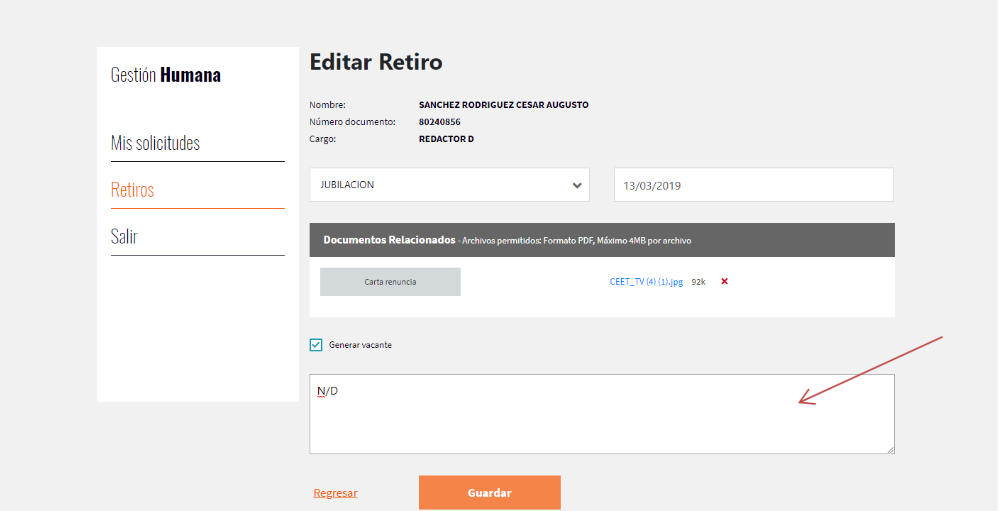 Gestión Humana
Mis solicitudes
Retiros
Salir
Editar Retiro
Nombre: SANCHEZ RODRIGUEZ CESAR AUGUSTO
Número documento: 80240856
Cargo: REDACTOR D
JUBILACION 13/03/2019
Documentos Relacionados - Archivos permitidos: Formato PDF, Máximo 4MB por archivo
Carta renuncia CEET_TV (4) (1).jpg 92k
Generar vacante
N/D
Regresar Guardar